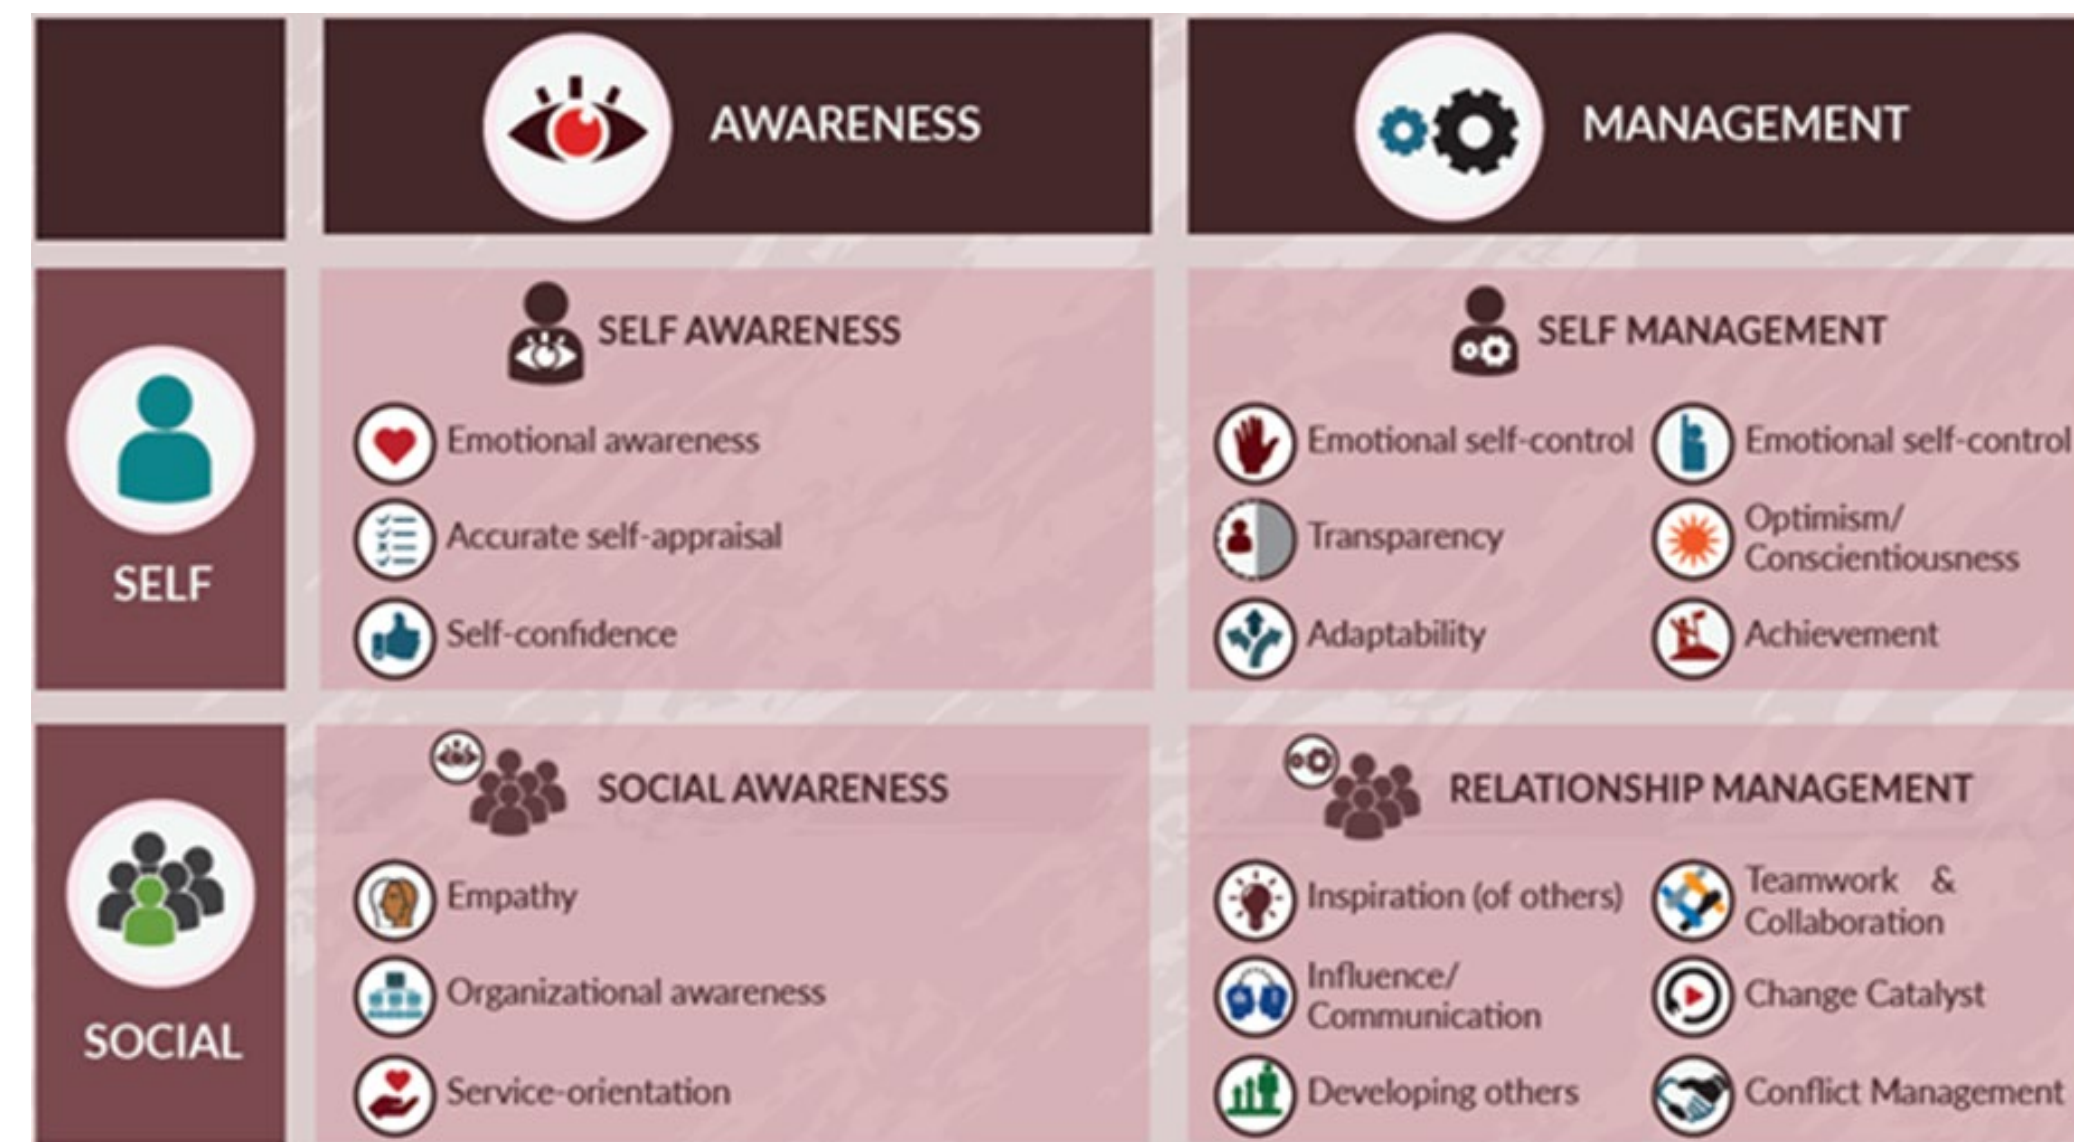 AWARENESS
MANAGEMENT
SELF
SELF AWARENESS
Emotional awareness
Accurate self-appraisal
Self-confidence
SELF MANAGEMENT
Emotional self-control
Emotional self-control
Transparency
Optimism/
Conscientiousness
Adaptability
Achievement
SOCIAL
SOCIAL AWARENESS
Empathy
Organizational awareness
Service-orientation
RELATIONSHIP MANAGEMENT
Inspiration (of others)
Teamwork &
Collaboration
Influence/
Communication
Change Catalyst
Developing others
Conflict Management